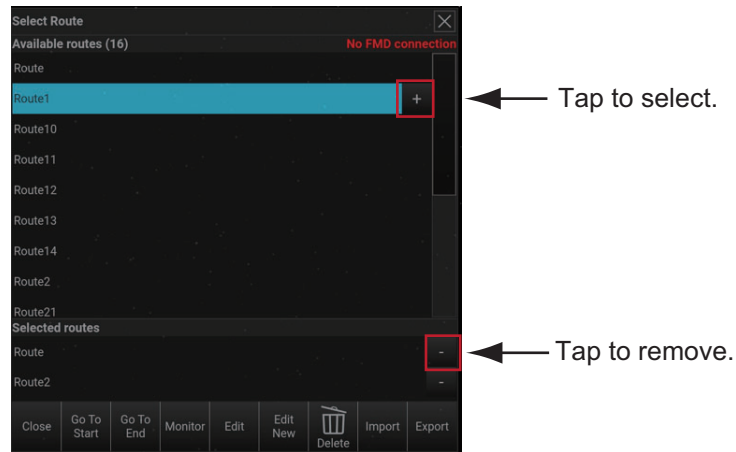 Select Route
Available routes (16) No FMD connection
Route
Route1 + Tap to select.
Route10
Route11
Route12
Route13
Route14
Route2
Route21
Selected routes
Route - Tap to remove.
Route2 -
Close Go To Start Go To End Monitor Edit Edit New Delete Import Export